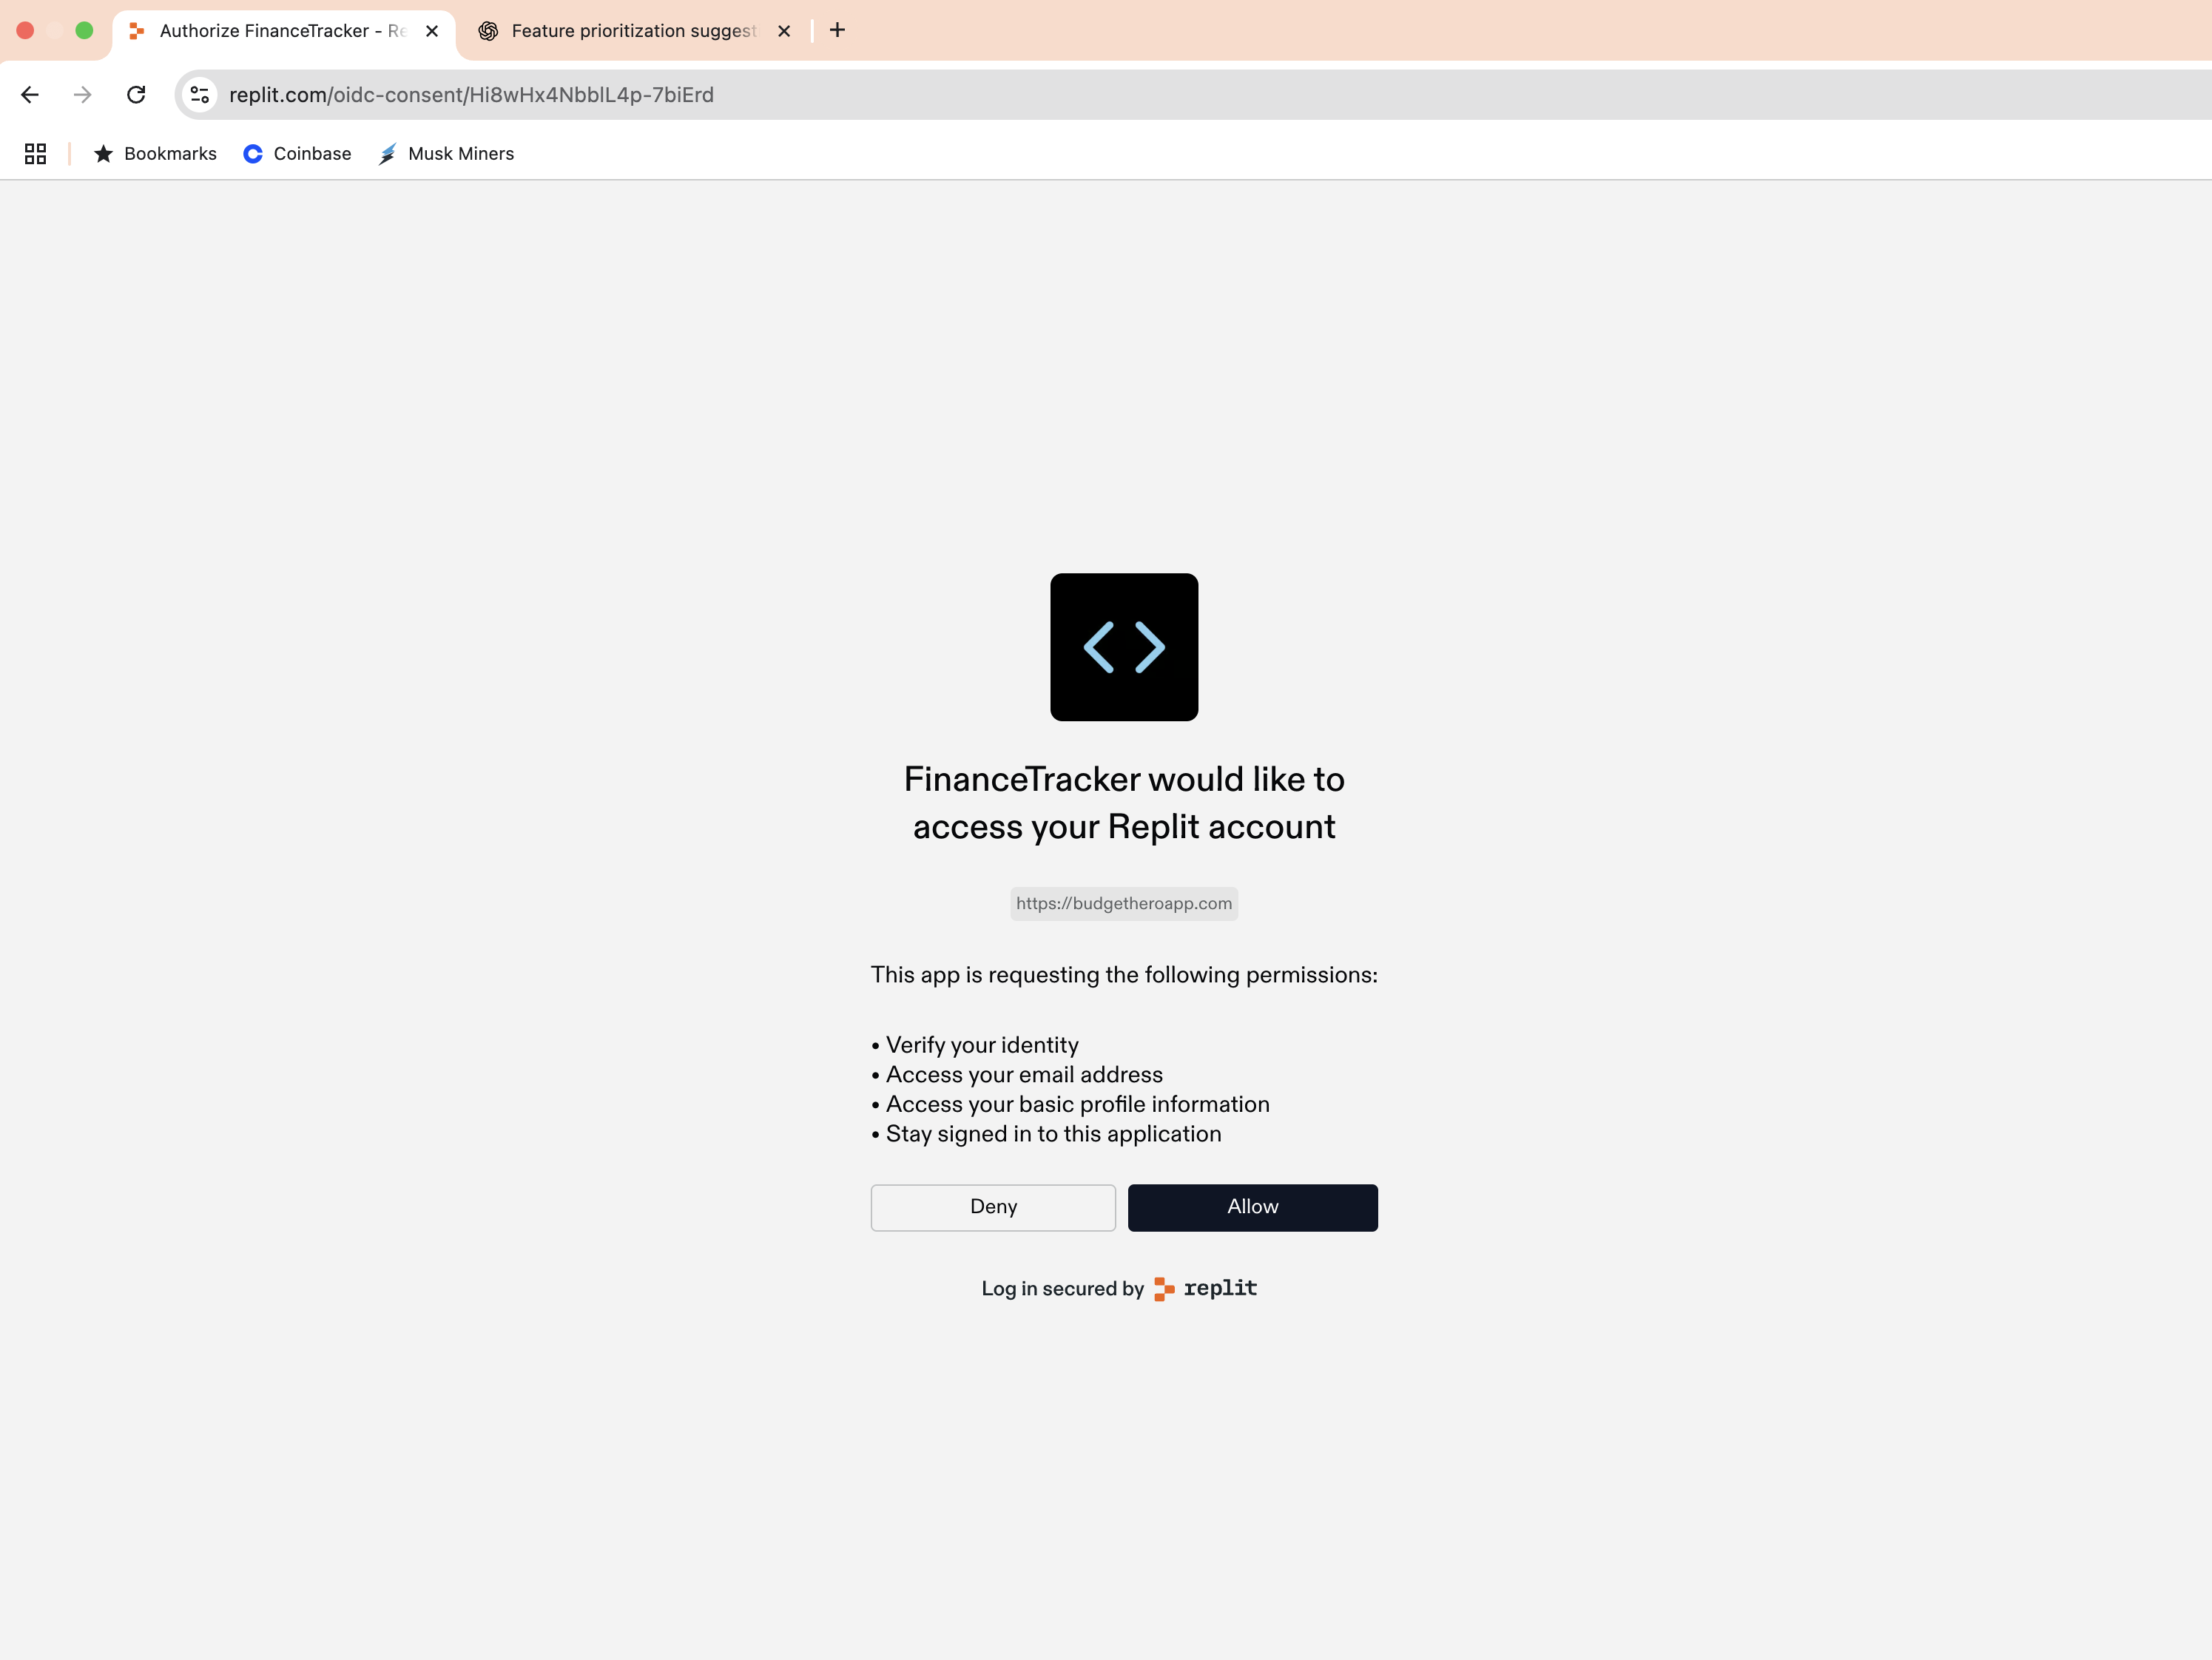 Authorize FinanceTracker - Re
Feature prioritization suggest
replit.com/oidc-consent/Hi8wHx4NbblL4p-7biErd
Bookmarks
Coinbase
Musk Miners
FinanceTracker would like to
access your Replit account
https://budgetheroapp.com
This app is requesting the following permissions:
• Verify your identity
• Access your email address
• Access your basic profile information
• Stay signed in to this application
Deny
Allow
Log in secured by replit